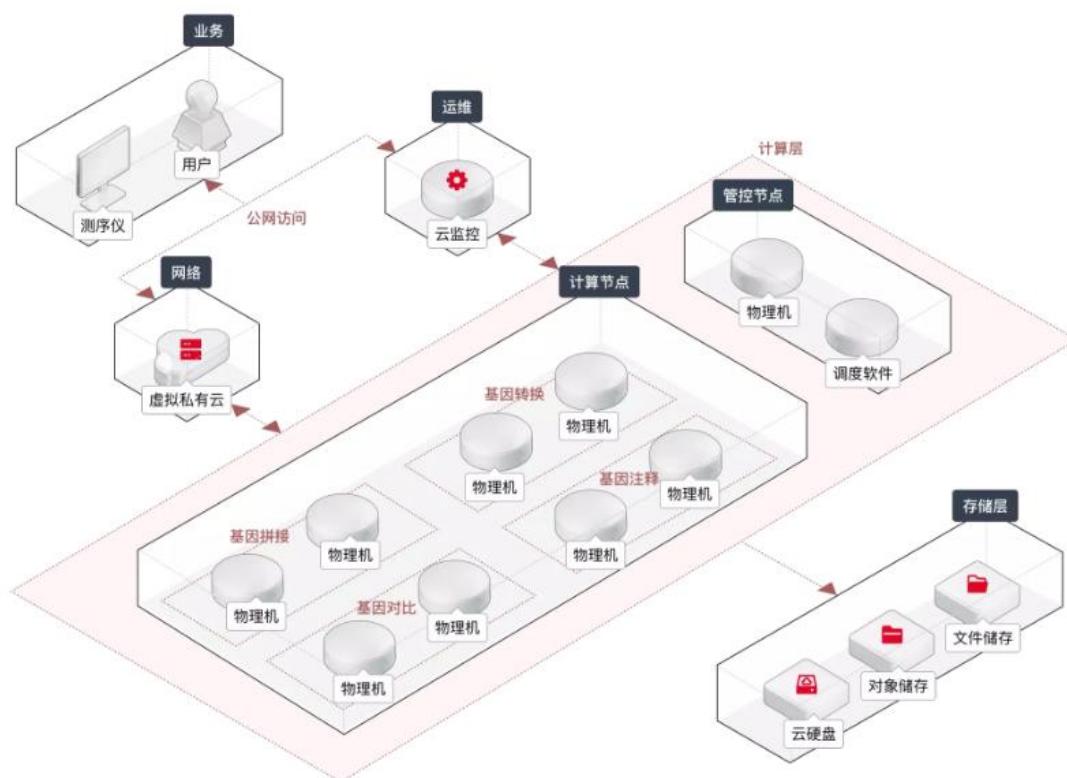 业务
用户
测序仪
公网访问
运维
云监控
网络
虚拟私有云
计算层
管控节点
物理机
调度软件
计算节点
基因转换
物理机
物理机
基因注释
物理机
物理机
基因拼接
物理机
物理机
基因对比
物理机
物理机
存储层
文件储存
对象储存
云硬盘